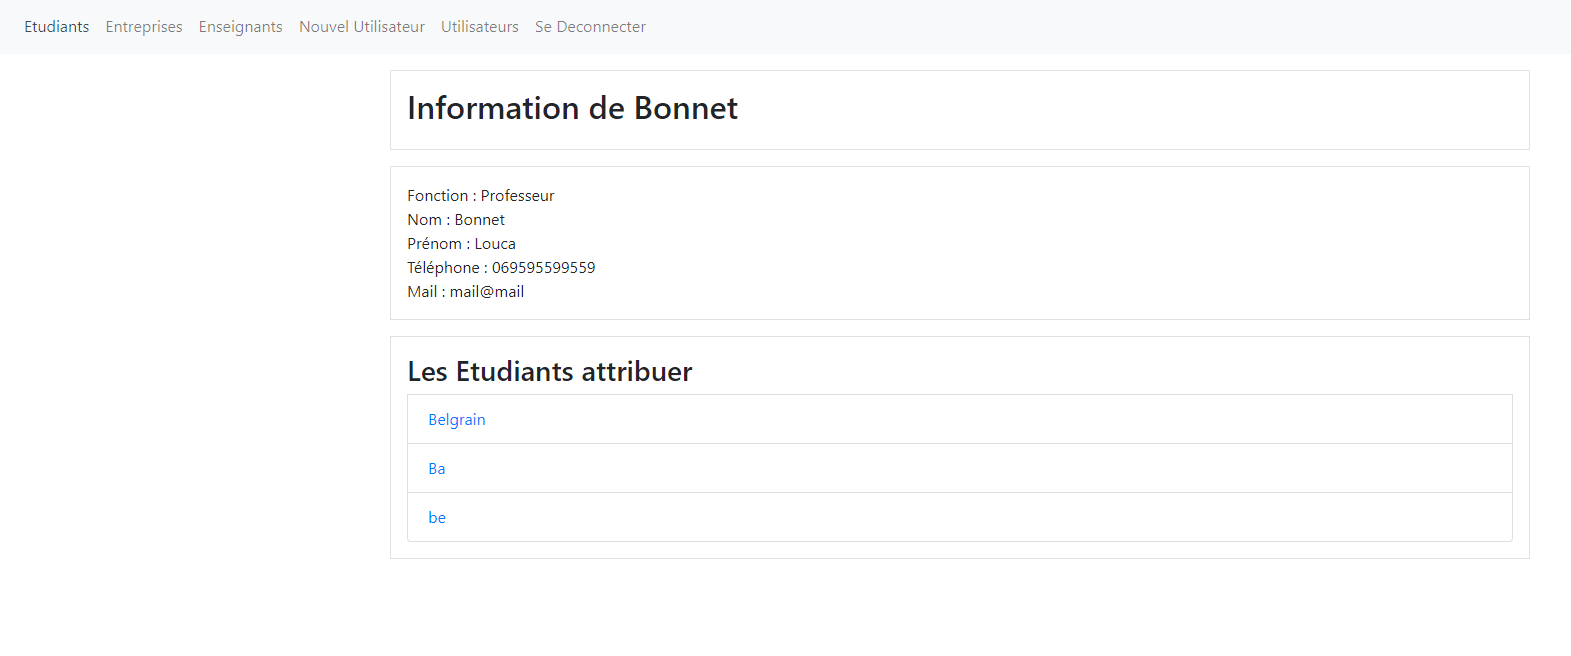 Etudiants Entreprises Enseignants Nouvel Utilisateur Utilisateurs Se Deconnecter
Information de Bonnet
Fonction : Professeur
Nom : Bonnet
Prénom : Louca
Téléphone : 069595599559
Mail : mail@mail
Les Etudiants attribuer
Belgrain
Ba
be